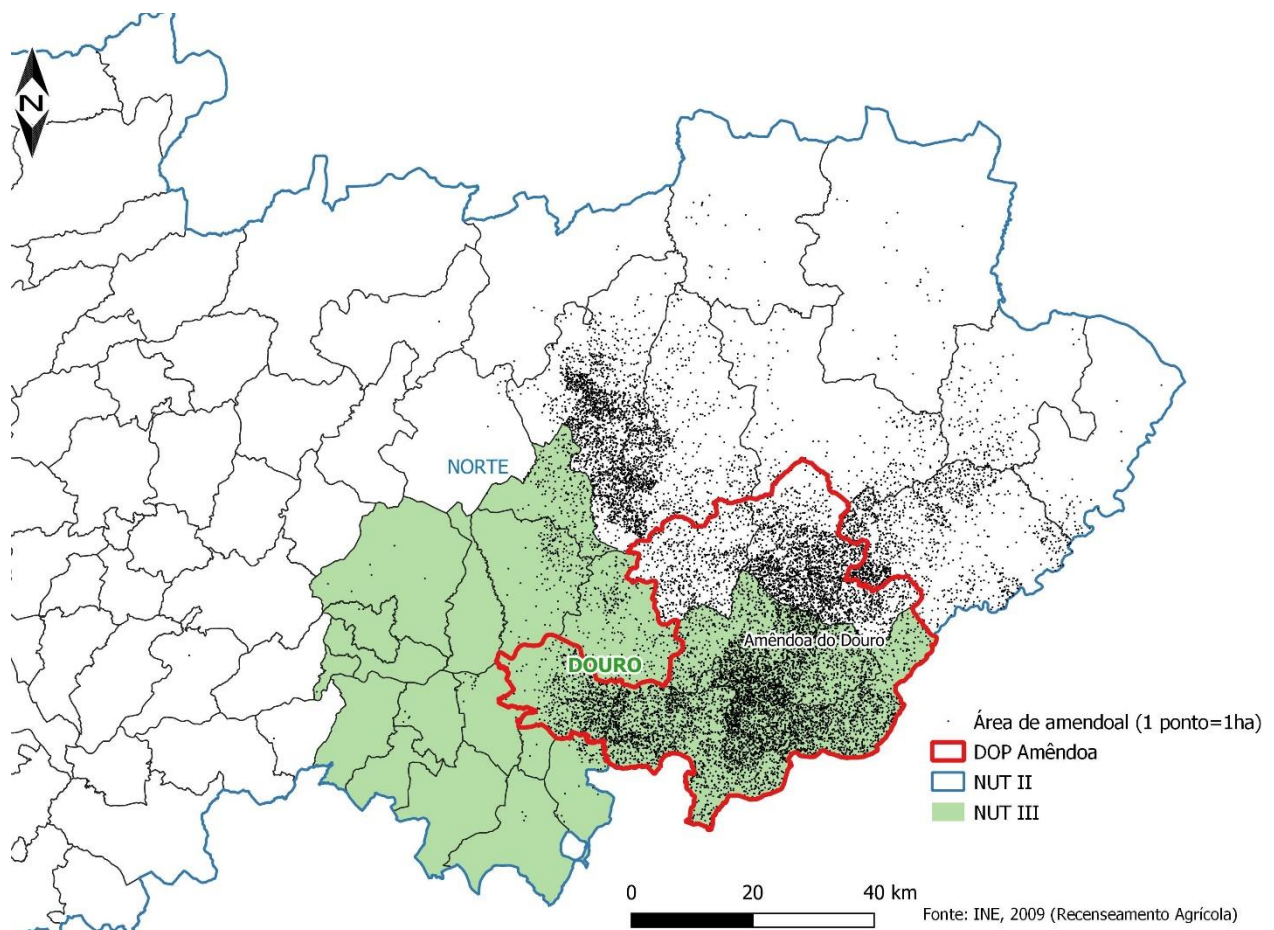 N
NORTE
DOURO
Amêndoa do Douro
Área de amendoal (1 ponto=1ha)
DOP Amêndoa
NUT II
NUT III
0 20 40 km
Fonte: INE, 2009 (Recenseamento Agrícola)